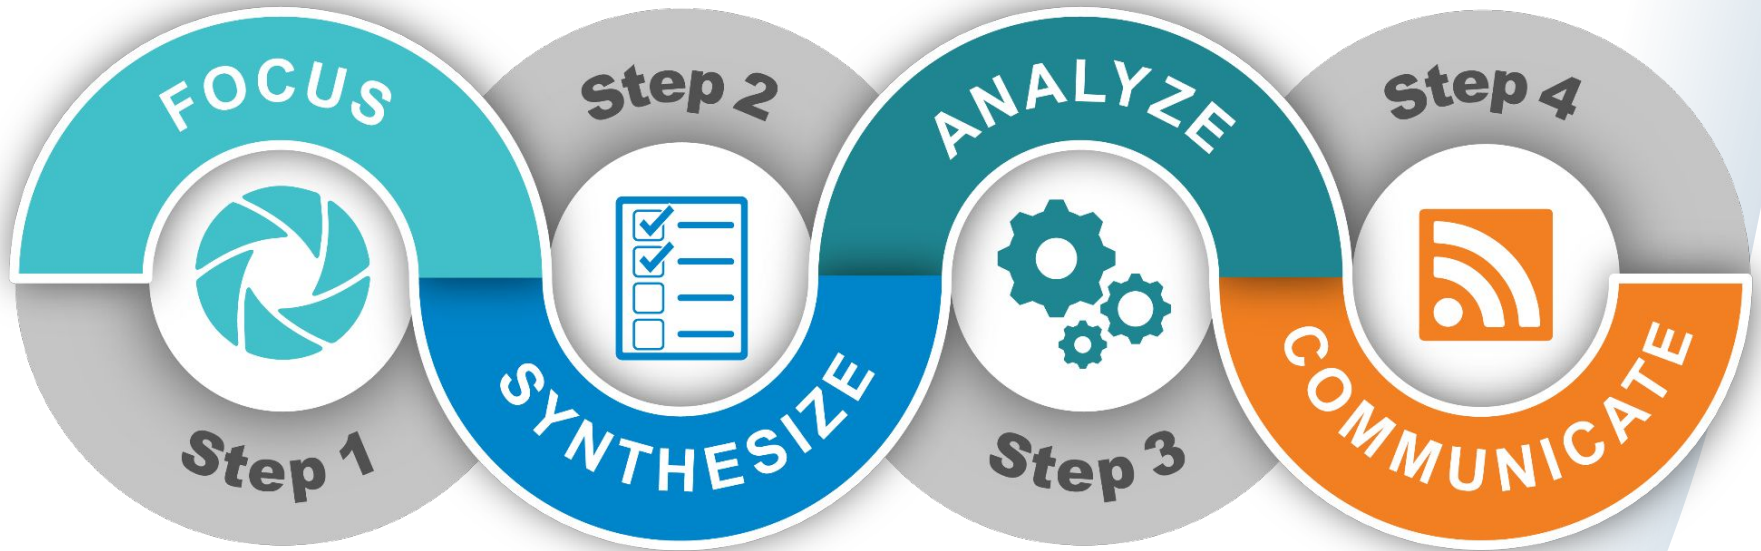 FOCUS
Step 1
Step 2
SYNTHESIZE
ANALYZE
Step 3
Step 4
COMMUNICATE